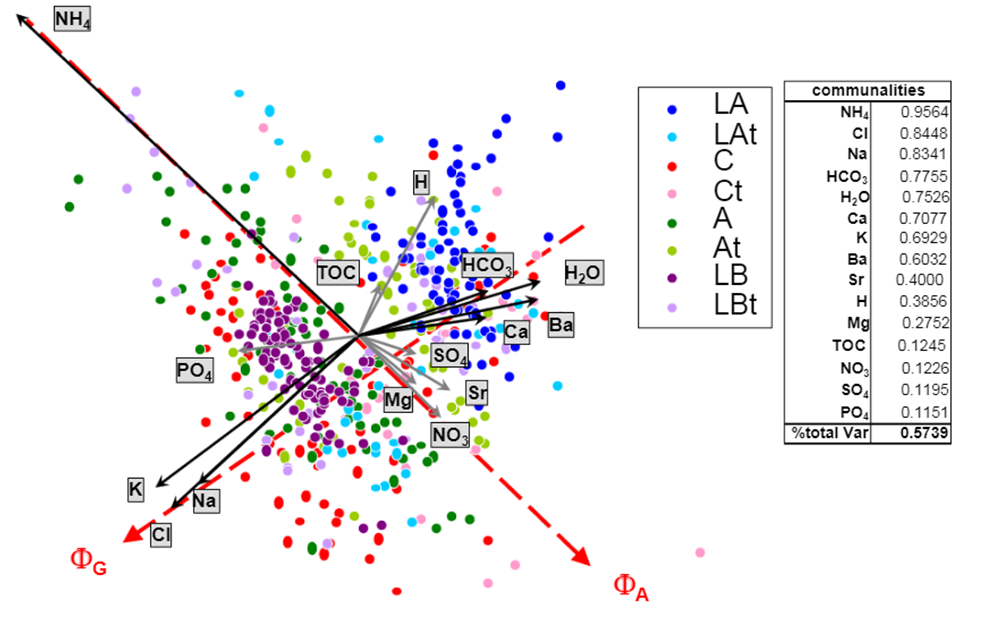 NH₄
H
TOC
HCO₃
H₂O
Ca
Ba
SO₄
PO₄
Mg
Sr
NO₃
K
Na
Cl
Φ_G
Φ_A
LA
LAt
C
Ct
A
At
LB
LBt
communalities
NH₄ 0.9564
Cl 0.8448
Na 0.8341
HCO₃ 0.7755
H₂O 0.7526
Ca 0.7077
K 0.6929
Ba 0.6032
Sr 0.4000
H 0.3856
Mg 0.2752
TOC 0.1245
NO₃ 0.1226
SO₄ 0.1195
PO₄ 0.1151
%total Var 0.5739